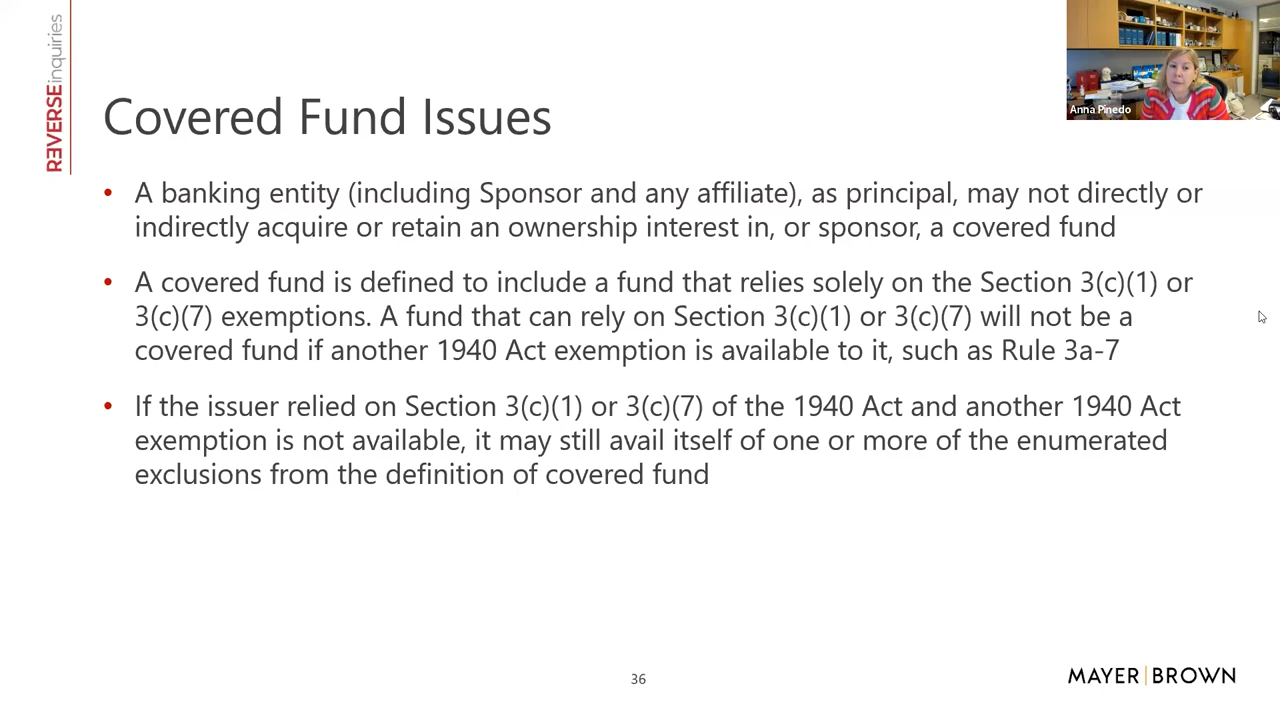 REVERSEinquiries
Anna Pinedo
Covered Fund Issues
• A banking entity (including Sponsor and any affiliate), as principal, may not directly or
indirectly acquire or retain an ownership interest in, or sponsor, a covered fund
• A covered fund is defined to include a fund that relies solely on the Section 3(c)(1) or
3(c)(7) exemptions. A fund that can rely on Section 3(c)(1) or 3(c)(7) will not be a
covered fund if another 1940 Act exemption is available to it, such as Rule 3a-7
• If the issuer relied on Section 3(c)(1) or 3(c)(7) of the 1940 Act and another 1940 Act
exemption is not available, it may still avail itself of one or more of the enumerated
exclusions from the definition of covered fund
36
MAYER|BROWN